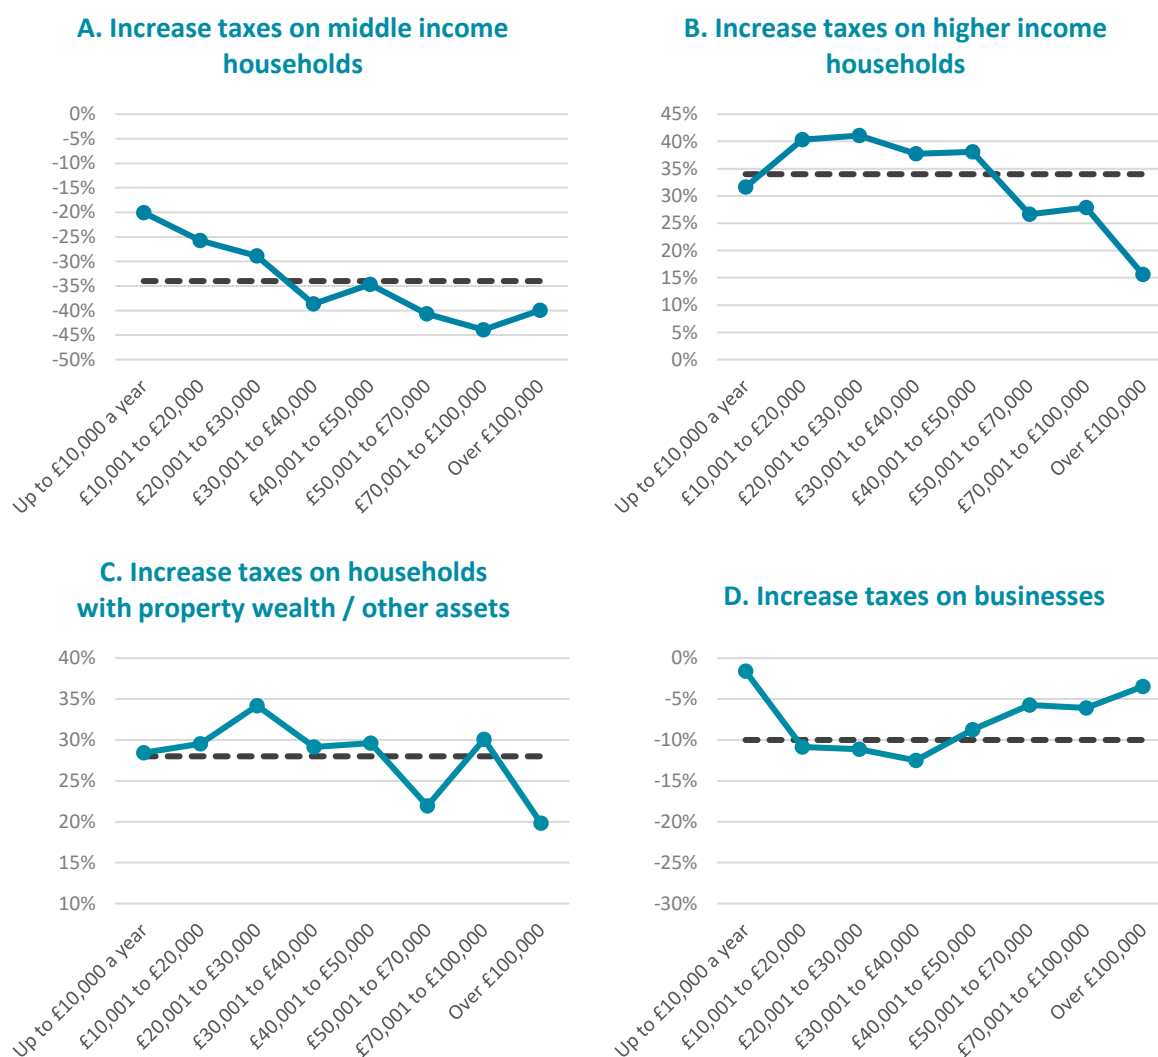 A. Increase taxes on middle income
households
0%
-5%
-10%
-15%
-20%
-25%
-30%
-35%
-40%
-45%
-50%
Up to £10,000 a year
£10,001 to £20,000
£20,001 to £30,000
£30,001 to £40,000
£40,001 to £50,000
£50,001 to £70,000
£70,001 to £100,000
Over £100,000
B. Increase taxes on higher income
households
45%
40%
35%
30%
25%
20%
15%
10%
5%
0%
Up to £10,000 a year
£10,001 to £20,000
£20,001 to £30,000
£30,001 to £40,000
£40,001 to £50,000
£50,001 to £70,000
£70,001 to £100,000
Over £100,000
C. Increase taxes on households
with property wealth / other assets
40%
35%
30%
25%
20%
15%
10%
Up to £10,000 a year
£10,001 to £20,000
£20,001 to £30,000
£30,001 to £40,000
£40,001 to £50,000
£50,001 to £70,000
£70,001 to £100,000
Over £100,000
D. Increase taxes on businesses
0%
-5%
-10%
-15%
-20%
-25%
-30%
Up to £10,000 a year
£10,001 to £20,000
£20,001 to £30,000
£30,001 to £40,000
£40,001 to £50,000
£50,001 to £70,000
£70,001 to £100,000
Over £100,000